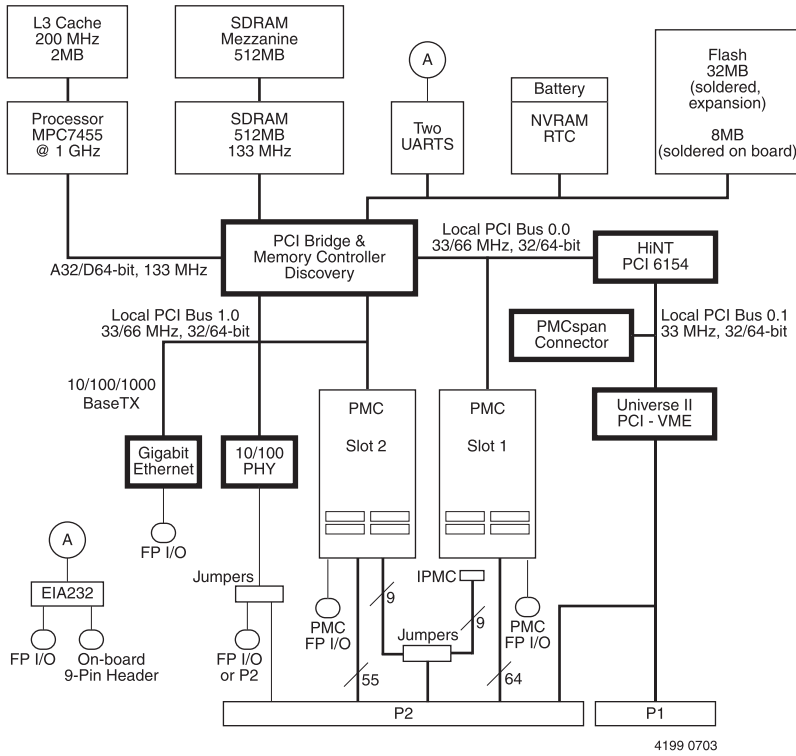 L3 Cache
200 MHz
2MB
SDRAM
Mezzanine
512MB
A
Flash
32MB
(soldered,
expansion)
8MB
(soldered on board)
Battery
NVRAM
RTC
Processor
MPC7455
@ 1 GHz
SDRAM
512MB
133 MHz
Two
UARTS
PCI Bridge &
Memory Controller
Discovery
Local PCI Bus 0.0
33/66 MHz, 32/64-bit
HiNT
PCI 6154
A32/D64-bit, 133 MHz
Local PCI Bus 1.0
33/66 MHz, 32/64-bit
PMCspan
Connector
Local PCI Bus 0.1
33 MHz, 32/64-bit
10/100/1000
BaseTX
PMC
Slot 2
PMC
Slot 1
Universe II
PCI - VME
Gigabit
Ethernet
10/100
PHY
FP I/O
A
EIA232
FP I/O
On-board
9-Pin Header
Jumpers
FP I/O
or P2
PMC
FP I/O
9
IPMC
9
Jumpers
PMC
FP I/O
55
64
P2
P1
4199 0703